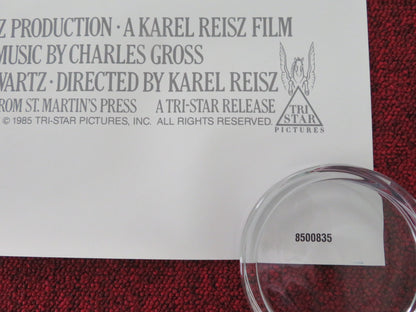 Z PRODUCTION · A KAREL REISZ FILM
MUSIC BY CHARLES GROSS
WARTZ · DIRECTED BY KAREL REISZ
FROM ST. MARTIN'S PRESS A TRI-STAR RELEASE
© 1985 TRI-STAR PICTURES, INC. ALL RIGHTS RESERVED.
TRI
STAR
PICTURES
8500835